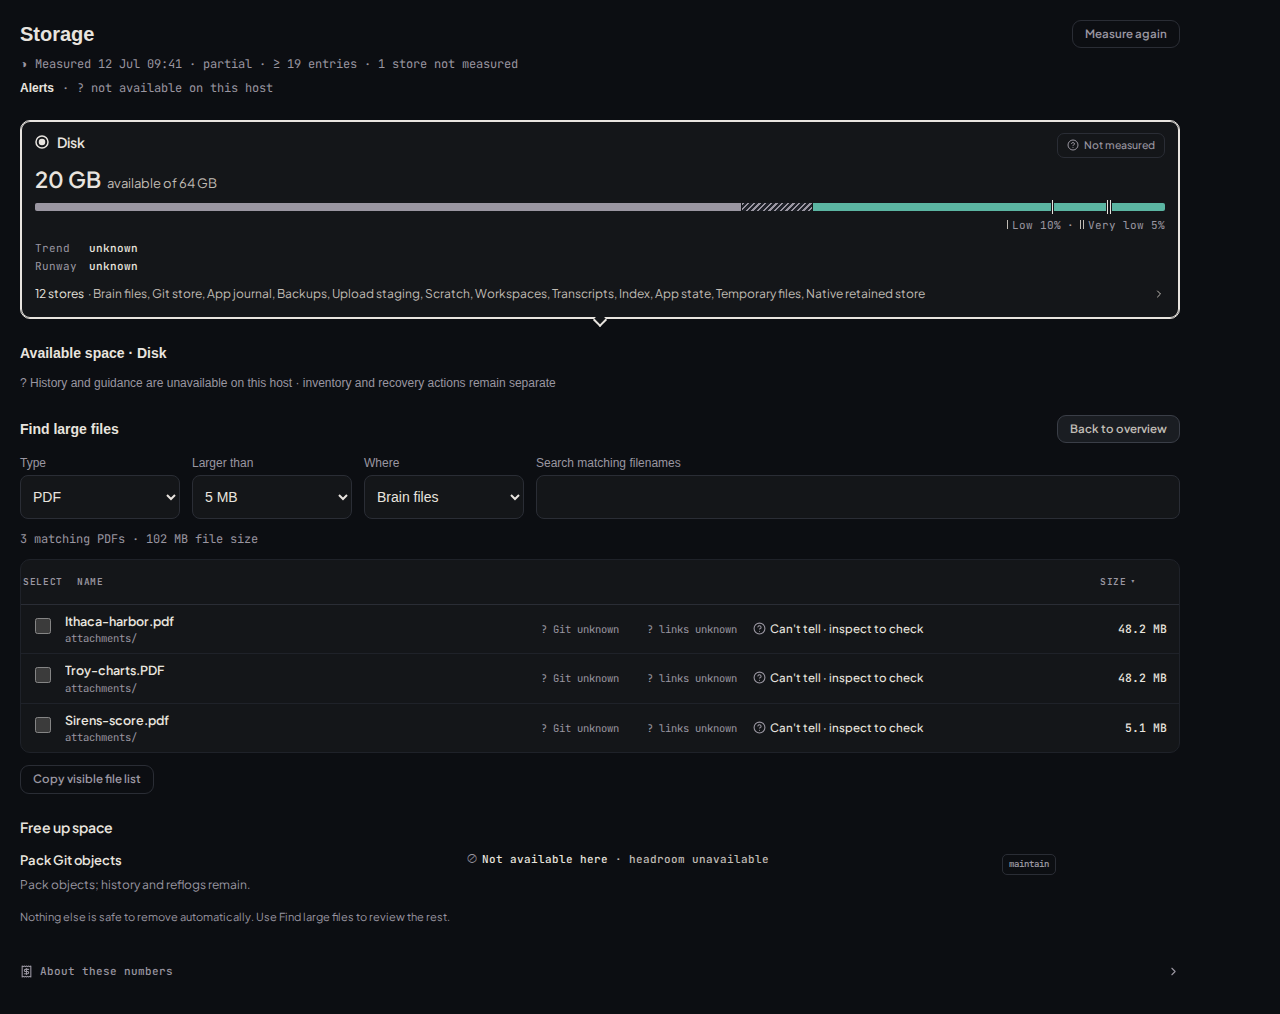 Storage
Measure again
Measured 12 Jul 09:41 · partial · ≥ 19 entries · 1 store not measured
Alerts · ? not available on this host
Disk
Not measured
20 GB available of 64 GB
Low 10% · Very low 5%
Trend unknown
Runway unknown
12 stores · Brain files, Git store, App journal, Backups, Upload staging, Scratch, Workspaces, Transcripts, Index, App state, Temporary files, Native retained store
Available space · Disk
? History and guidance are unavailable on this host · inventory and recovery actions remain separate
Find large files
Back to overview
Type Larger than Where Search matching filenames
PDF 5 MB Brain files
3 matching PDFs · 102 MB file size
SELECT NAME SIZE
Ithaca-harbor.pdf
attachments/
? Git unknown ? links unknown Can't tell · inspect to check 48.2 MB
Troy-charts.PDF
attachments/
? Git unknown ? links unknown Can't tell · inspect to check 48.2 MB
Sirens-score.pdf
attachments/
? Git unknown ? links unknown Can't tell · inspect to check 5.1 MB
Copy visible file list
Free up space
Pack Git objects
Not available here · headroom unavailable
maintain
Pack objects; history and reflogs remain.
Nothing else is safe to remove automatically. Use Find large files to review the rest.
About these numbers